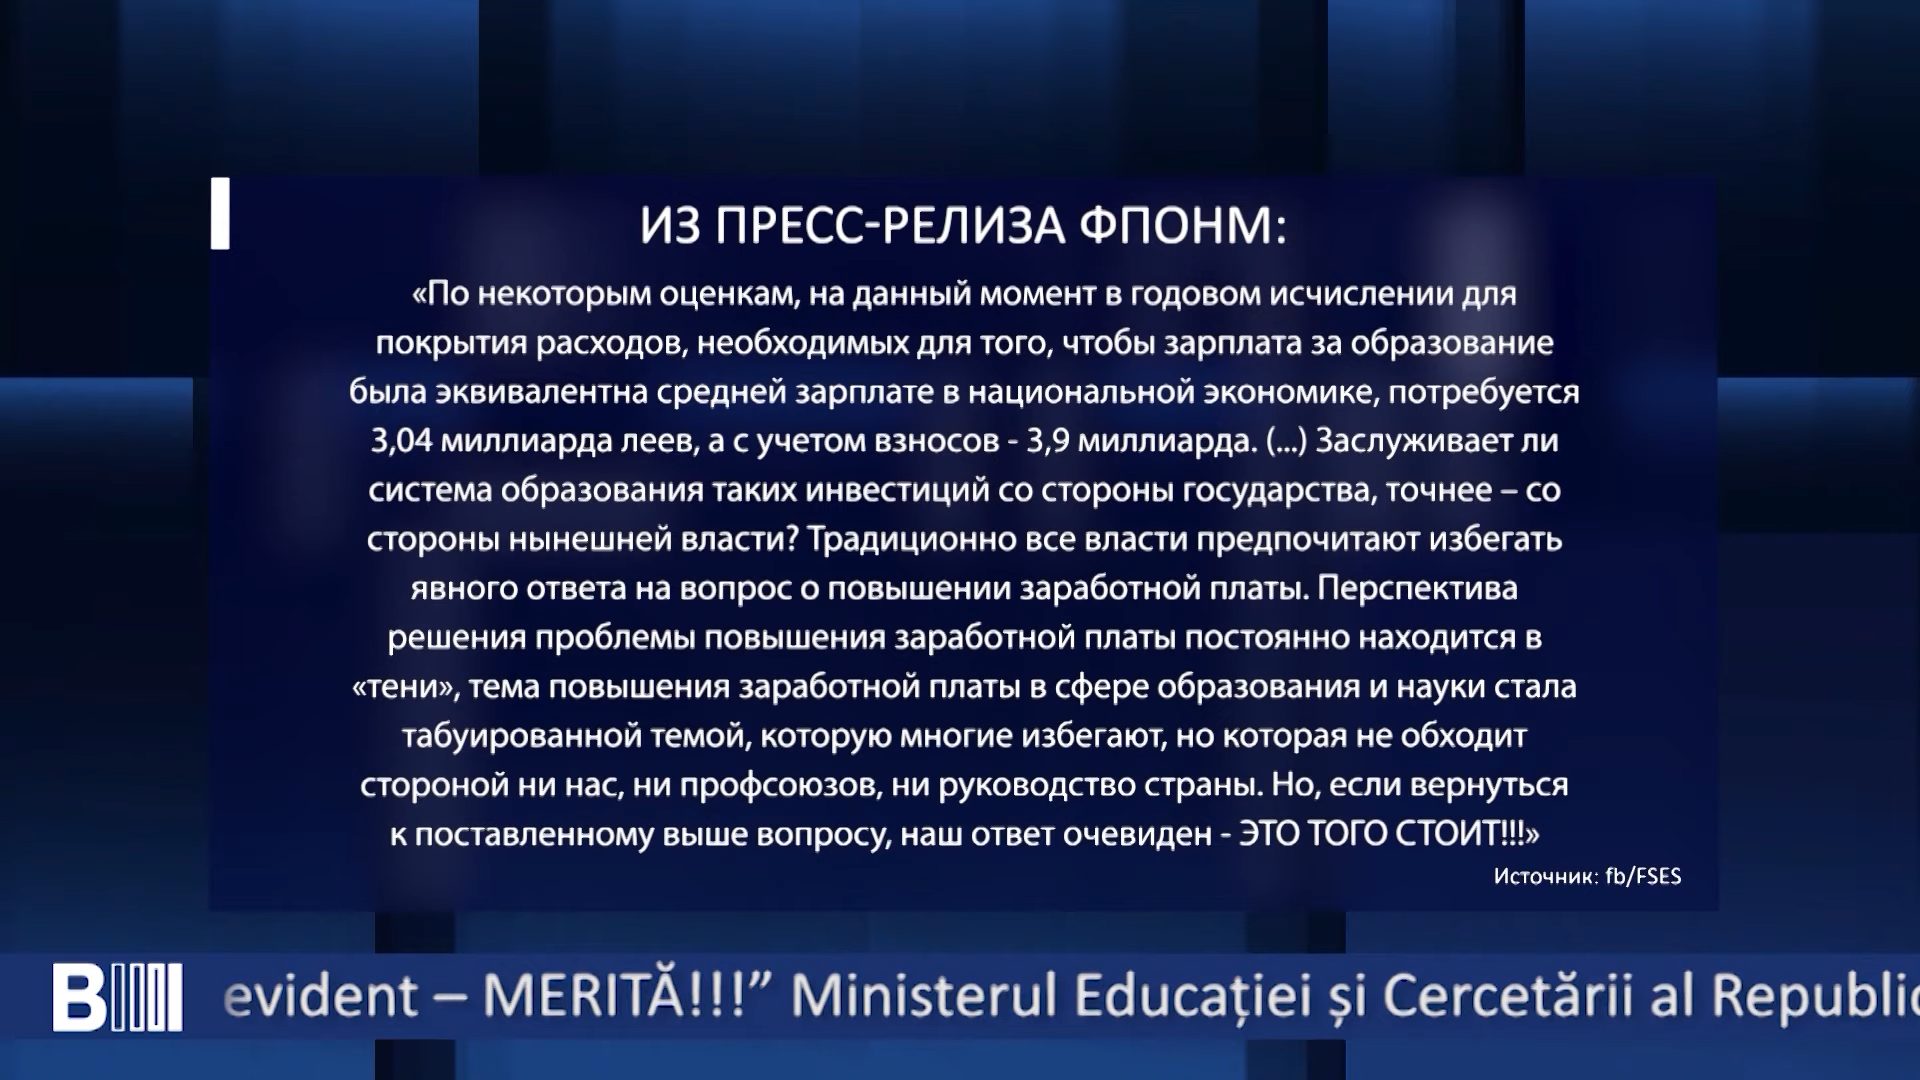 ИЗ ПРЕСС-РЕЛИЗА ФПОНМ:
«По некоторым оценкам, на данный момент в годовом исчислении для
покрытия расходов, необходимых для того, чтобы зарплата за образование
была эквивалентна средней зарплате в национальной экономике, потребуется
3,04 миллиарда леев, а с учетом взносов - 3,9 миллиарда. (...) Заслуживает ли
система образования таких инвестиций со стороны государства, точнее – со
стороны нынешней власти? Традиционно все власти предпочитают избегать
явного ответа на вопрос о повышении заработной платы. Перспектива
решения проблемы повышения заработной платы постоянно находится в
«тени», тема повышения заработной платы в сфере образования и науки стала
табуированной темой, которую многие избегают, но которая не обходит
стороной ни нас, ни профсоюзов, ни руководство страны. Но, если вернуться
к поставленному выше вопросу, наш ответ очевиден - ЭТО ТОГО СТОИТ!!!»
Источник: fb/FSES
evident – MERITĂ!!!” Ministerul Educației și Cercetării al Republic